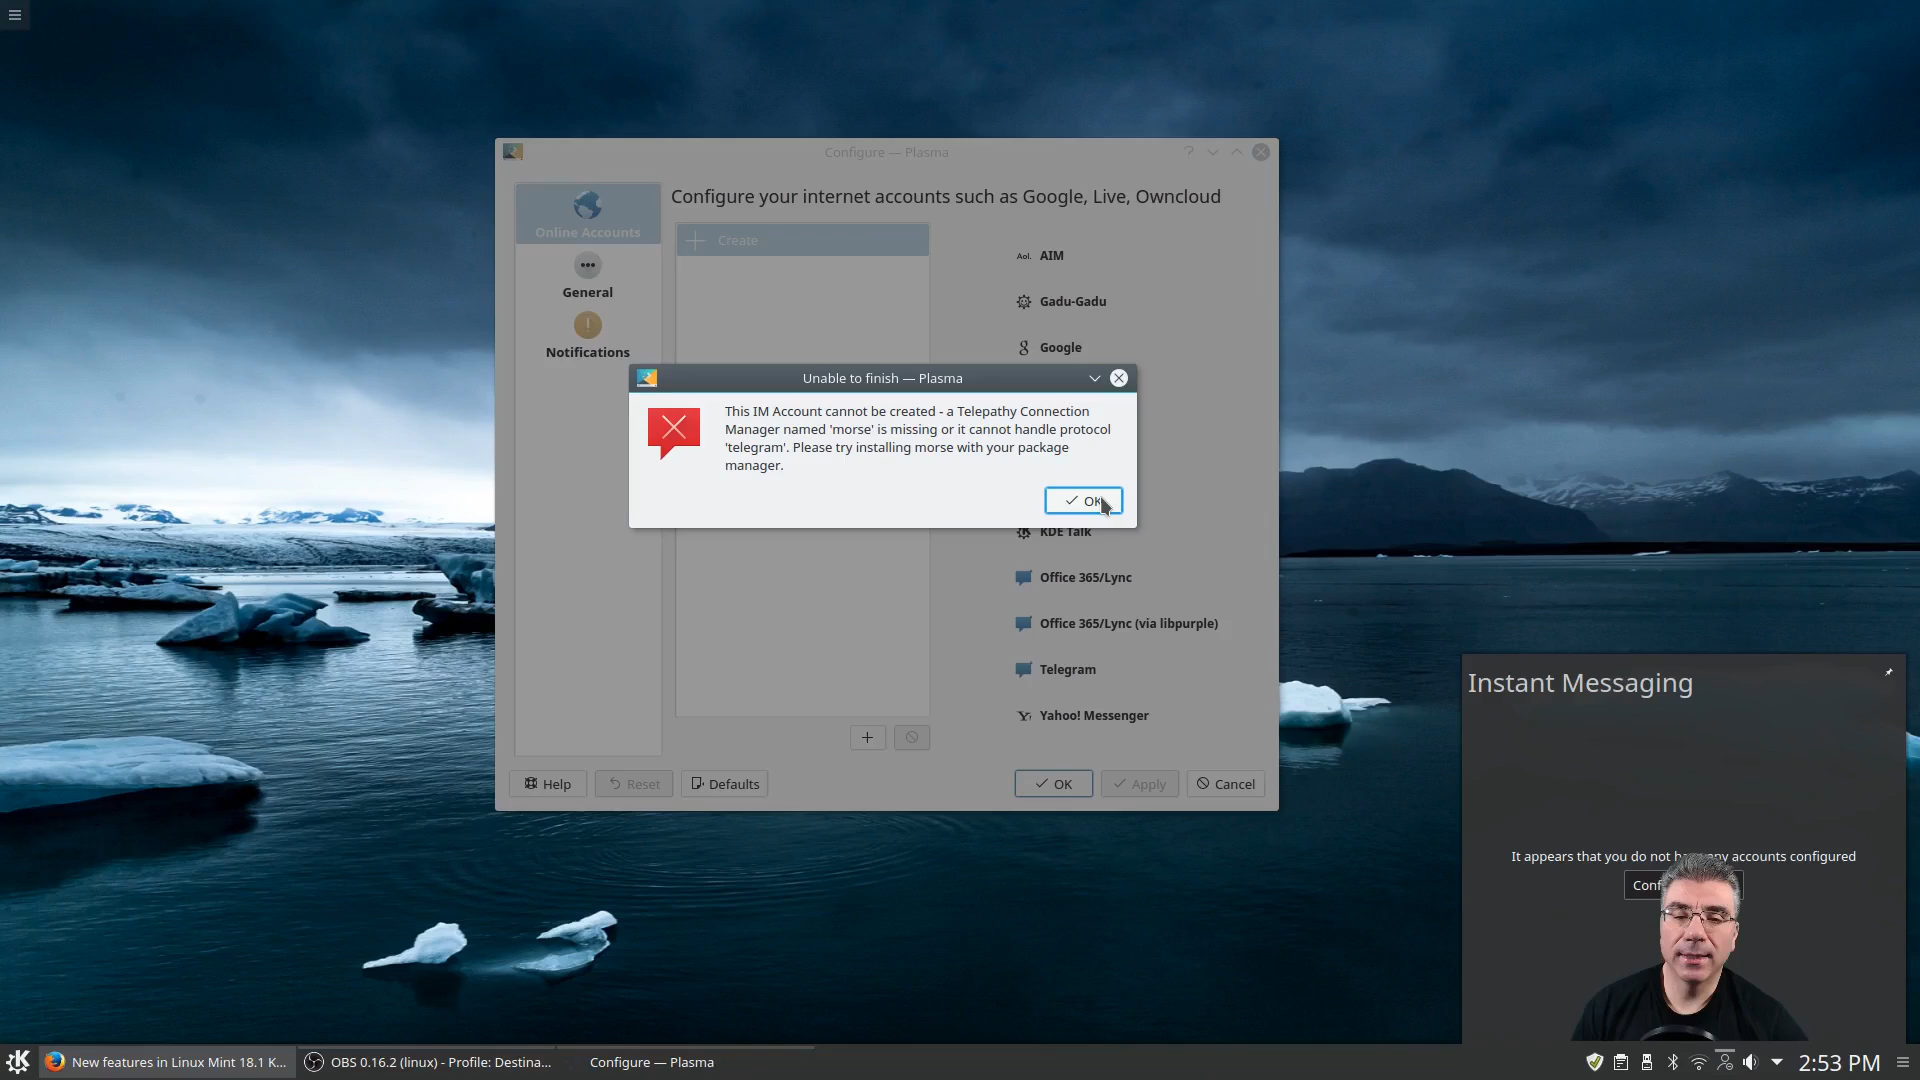 Configure — Plasma
Online Accounts
General
Notifications
Configure your internet accounts such as Google, Live, Owncloud
Create
Aol. AIM
Gadu-Gadu
Google
Unable to finish — Plasma
This IM Account cannot be created - a Telepathy Connection
Manager named 'morse' is missing or it cannot handle protocol
'telegram'. Please try installing morse with your package
manager.
OK
KDE Talk
Office 365/Lync
Office 365/Lync (via libpurple)
Telegram
Yahoo! Messenger
Help
Reset
Defaults
OK
Apply
Cancel
Instant Messaging
It appears that you do not any accounts configured
Conf
New features in Linux Mint 18.1 K...
OBS 0.16.2 (linux) - Profile: Destina...
Configure — Plasma
2:53 PM